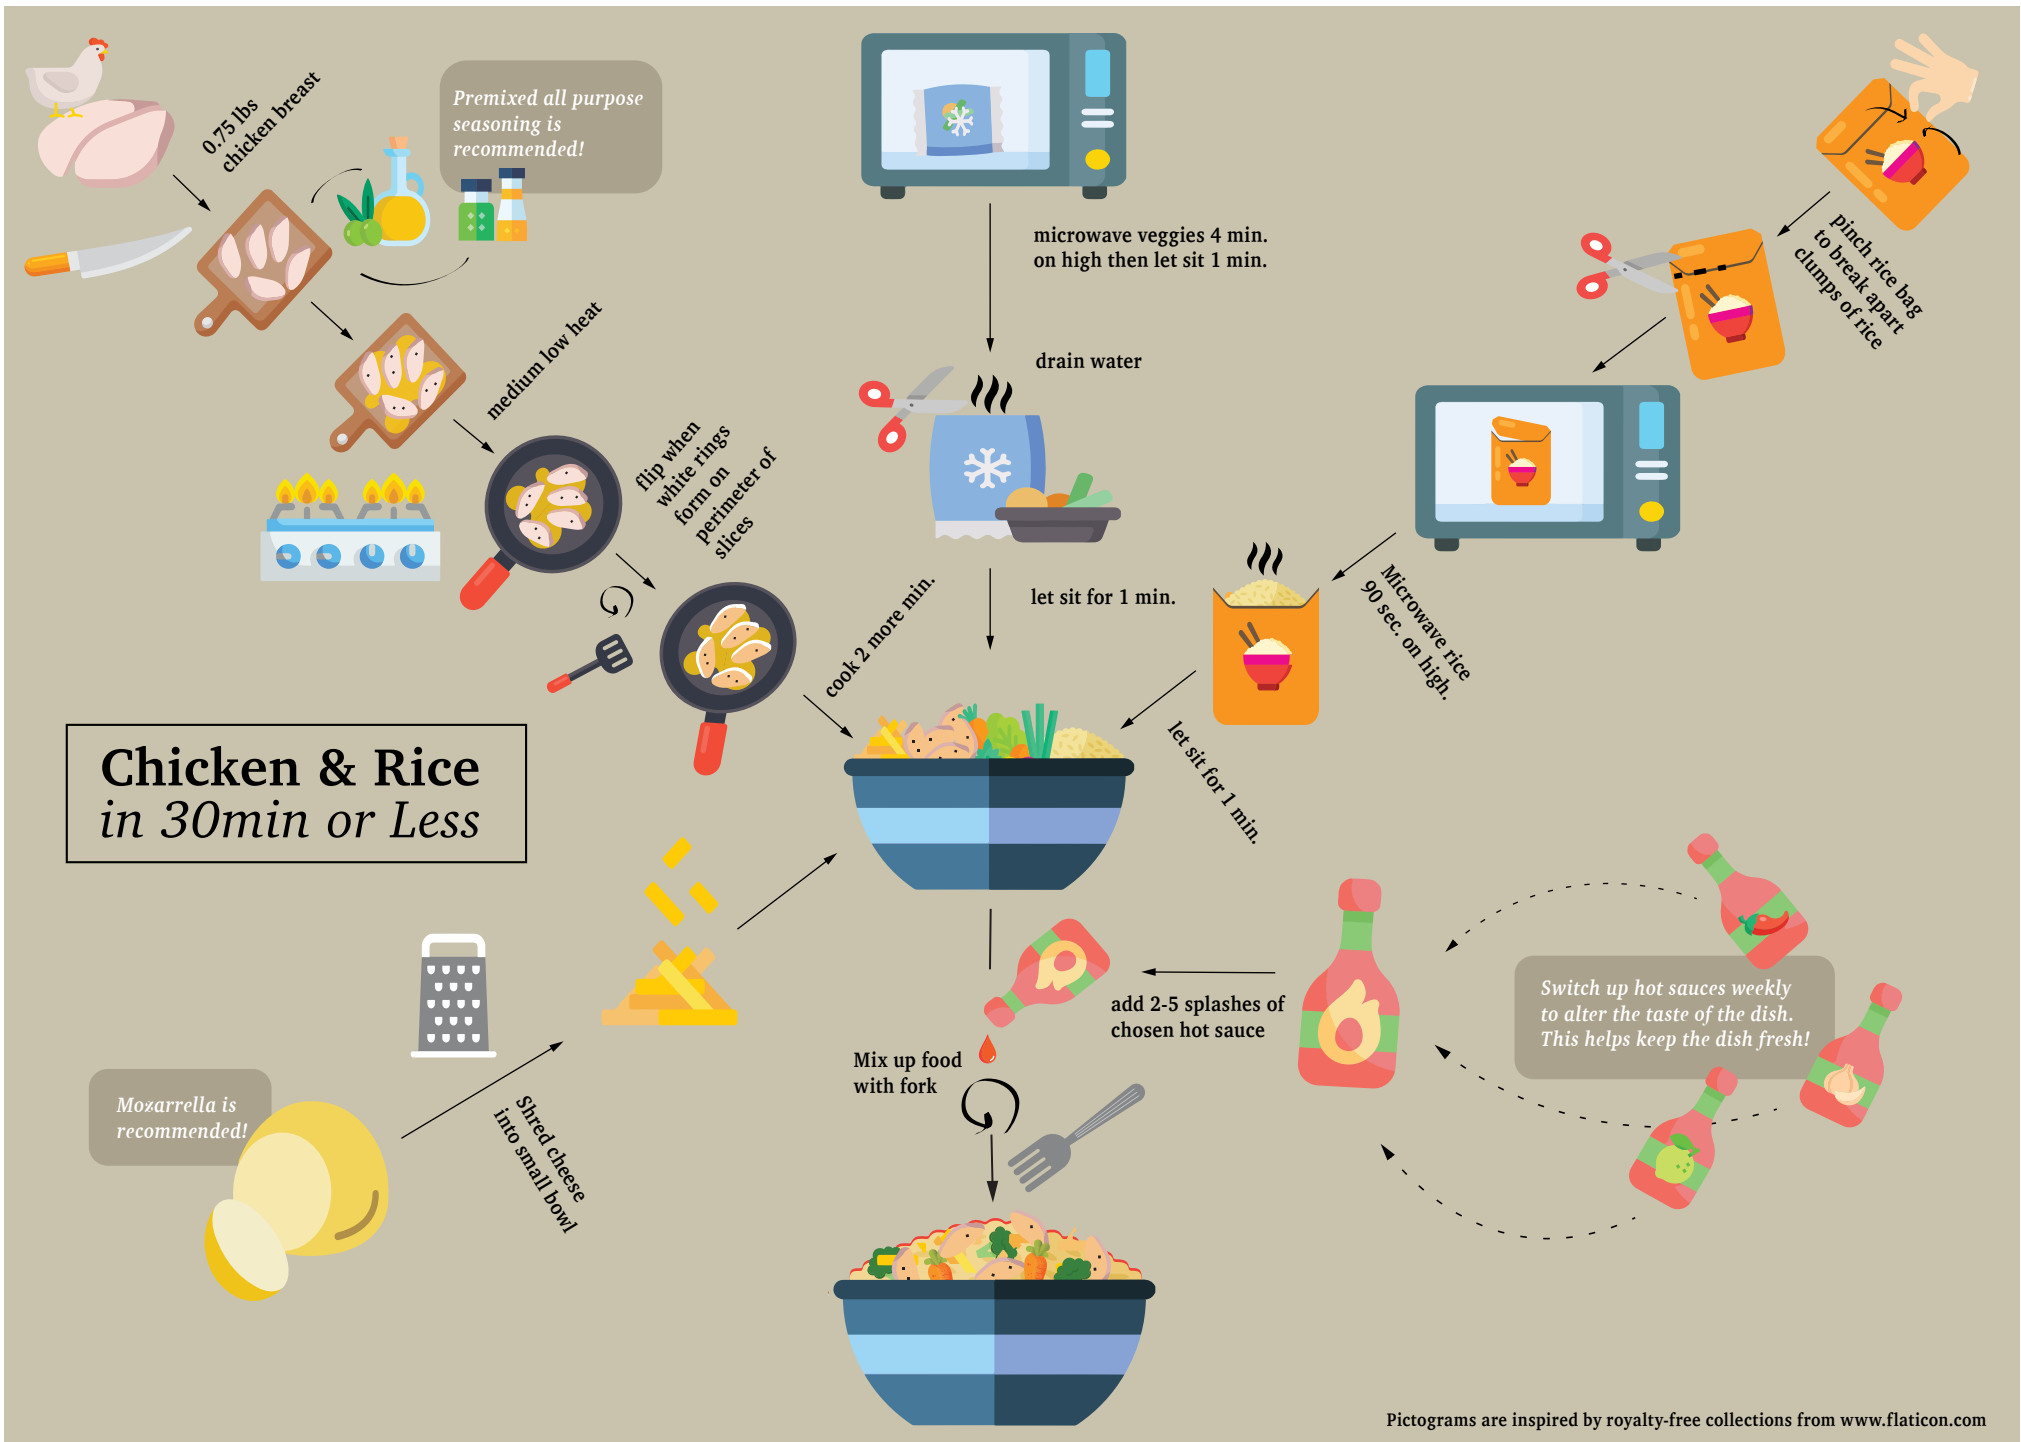 0.75 lbs
chicken breast
Premixed all purpose
seasoning is
recommended!
microwave veggies 4 min.
on high then let sit 1 min.
pinch rice bag
to break apart
clumps of rice
medium low heat
drain water
flip when
white rings
form on
perimeter of
slices
cook 2 more min.
let sit for 1 min.
Microwave rice
90 sec. on high.
let sit for 1 min.
Chicken & Rice
in 30min or Less
add 2-5 splashes of
chosen hot sauce
Switch up hot sauces weekly
to alter the taste of the dish.
This helps keep the dish fresh!
Mix up food
with fork
Mozarrella is
recommended!
Shred cheese
into small bowl
Pictograms are inspired by royalty-free collections from www.flaticon.com